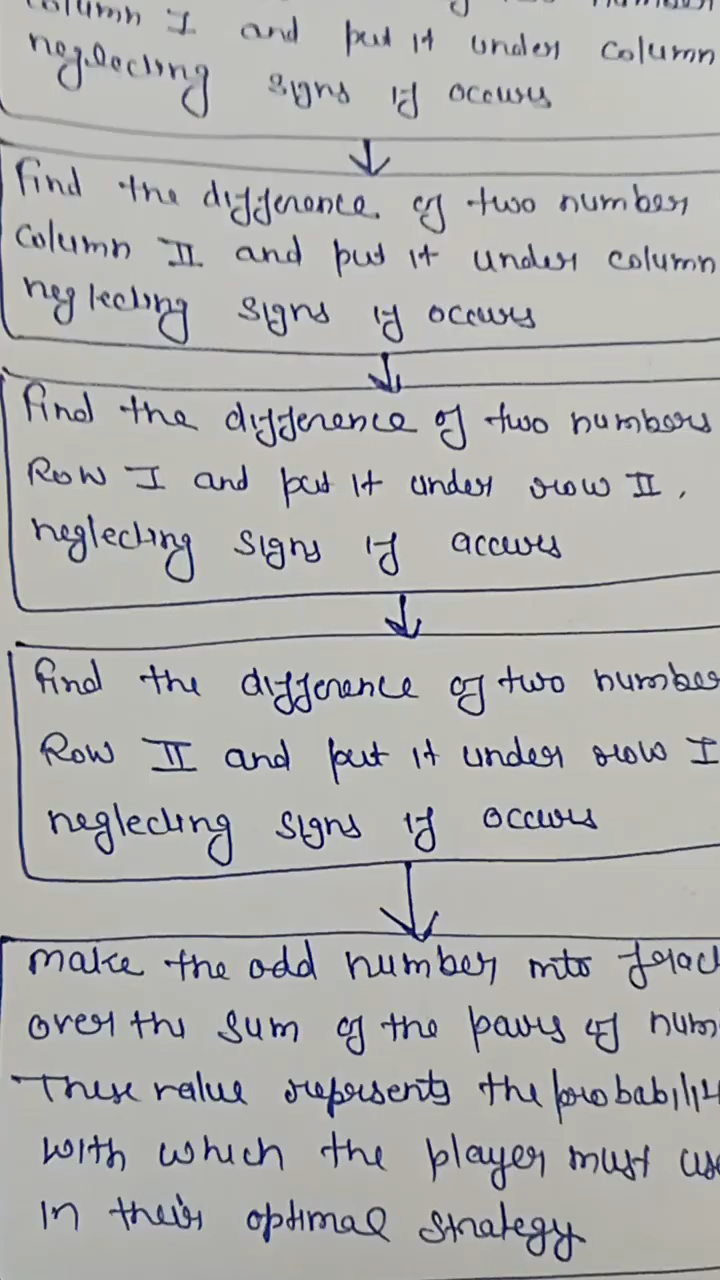 column I and put it under column
neglecting signs if occurs
Find the difference of two number
column II and put it under column
neglecting signs if occurs
Find the difference of two numbers
Row I and put it under row II,
neglecting signs if accurs
Find the difference of two number
Row II and put it under row I
neglecting signs if occurs
Make the odd number into frac
over the sum of the pairs of num
These value represents the probabilit
with which the player must us
in their optimal strategy